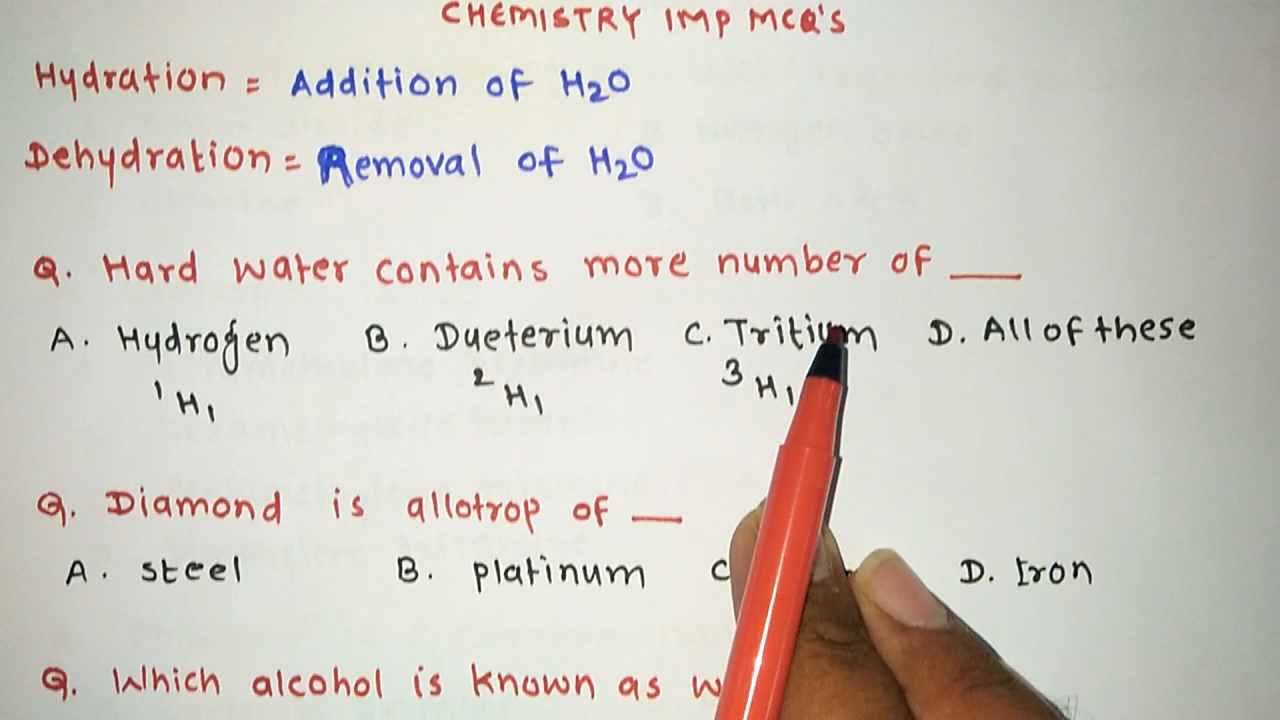 CHEMISTRY IMP MCQ'S
Hydration = Addition of H2O
Dehydration = Removal of H2O
Q. Hard water contains more number of ___
A. Hydrogen B. Dyeterium C. Tritium D. All of these
1H1 2H1 3H1
Q. Diamond is allotrop of __
A. steel B. platinum C D. Iron
Q. Which alcohol is known as